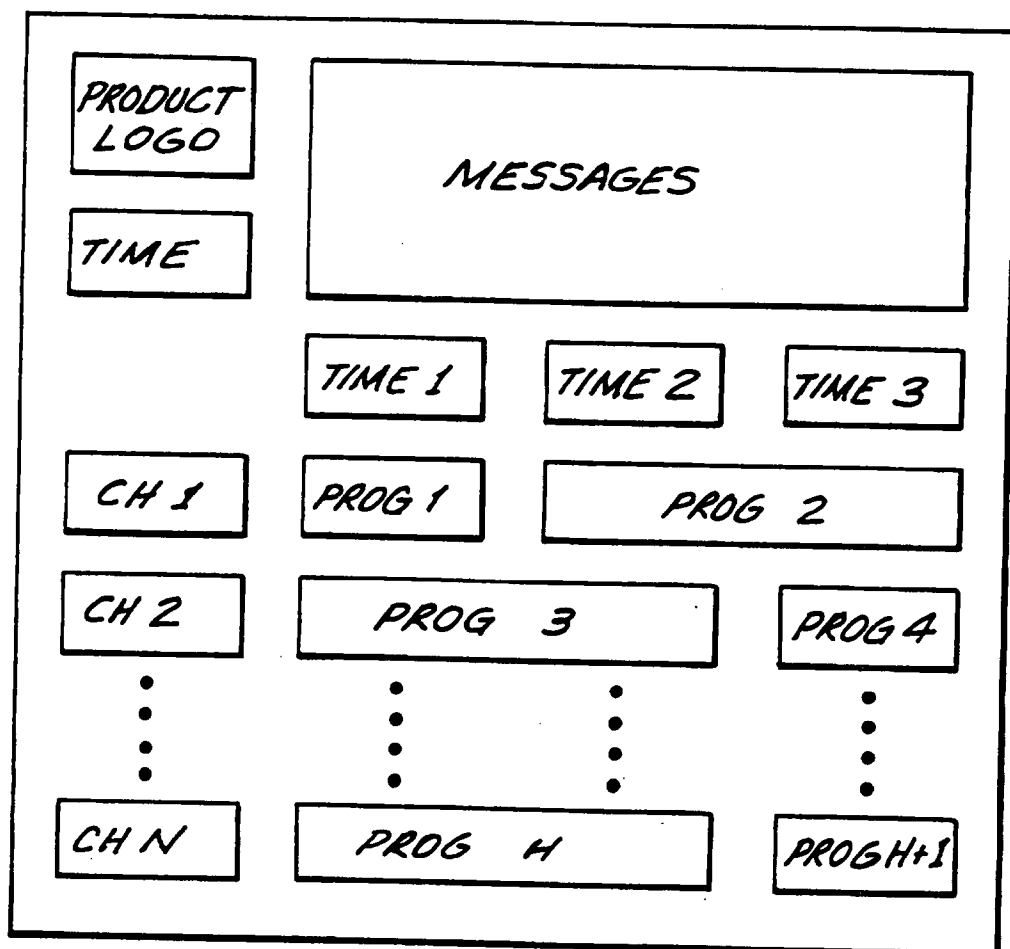 PRODUCT
LOGO
MESSAGES
TIME
TIME 1
TIME 2
TIME 3
CH 1
PROG 1
PROG 2
CH 2
PROG 3
PROG 4
CH N
PROG H
PROG H+1